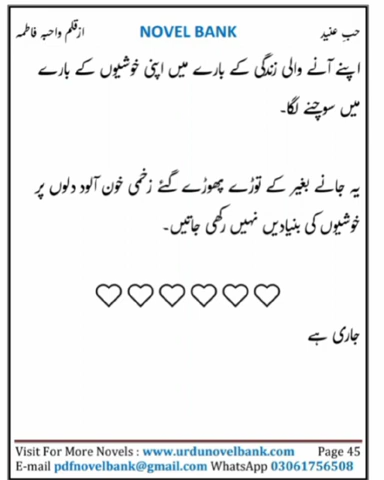 حبِ عنید NOVEL BANK ازقلم واحبہ فاطمہ
اپنے آنے والی زندگی کے بارے میں اپنی خوشیوں کے بارے
میں سوچنے لگا۔
یہ جانے بغیر کے توڑے پھوڑے گئے زخمی خون آلود دلوں پر
خوشیوں کی بنیادیں نہیں رکھی جاتیں۔
جاری ہے
Visit For More Novels : www.urdunovelbank.com Page 45
E-mail pdfnovelbank@gmail.com WhatsApp 03061756508